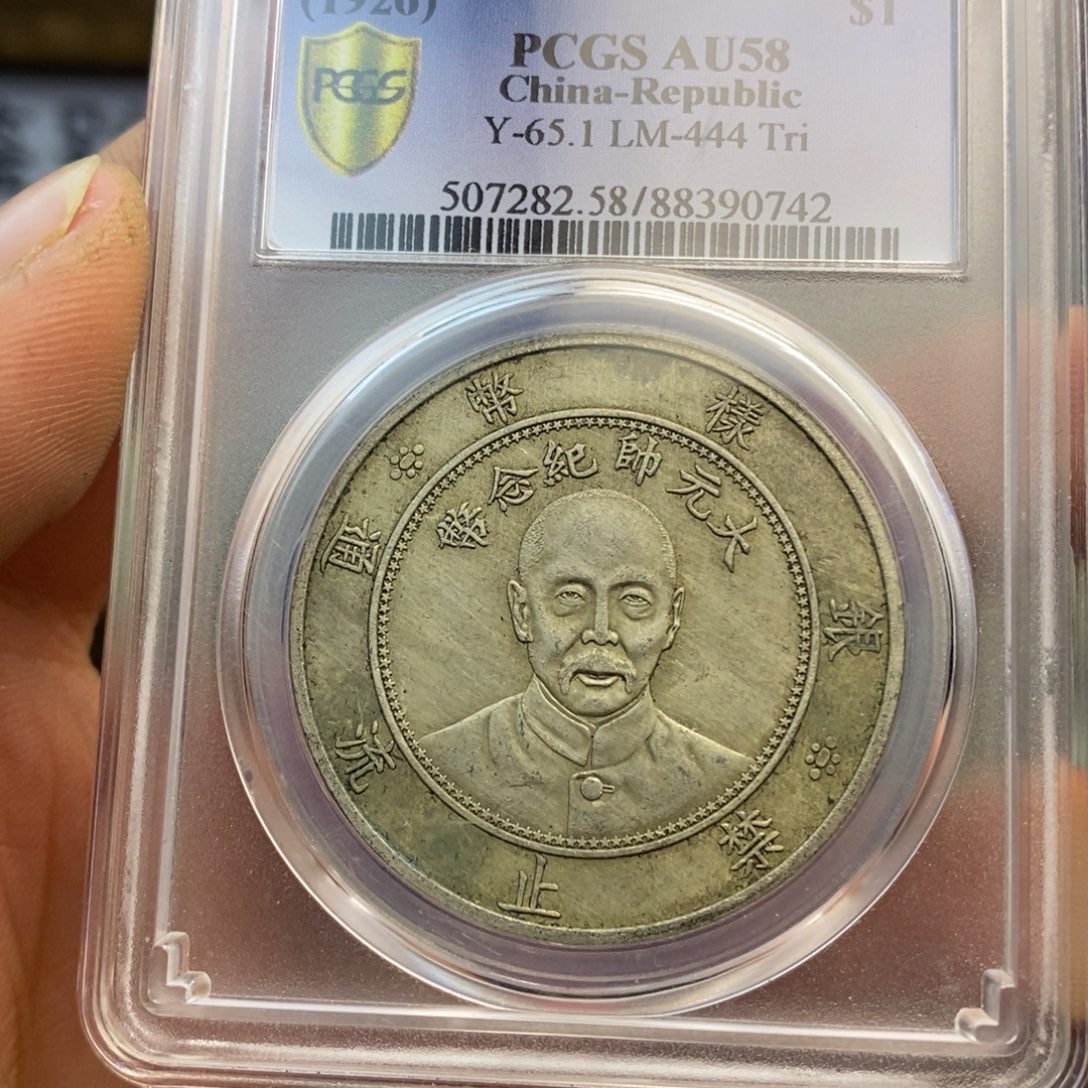 (1926) $1
PCGS AU58
China-Republic
Y-65.1 LM-444 Tri
507282.58/88390742
PCGS
銀樣幣
禁止流通
大元帥紀念幣